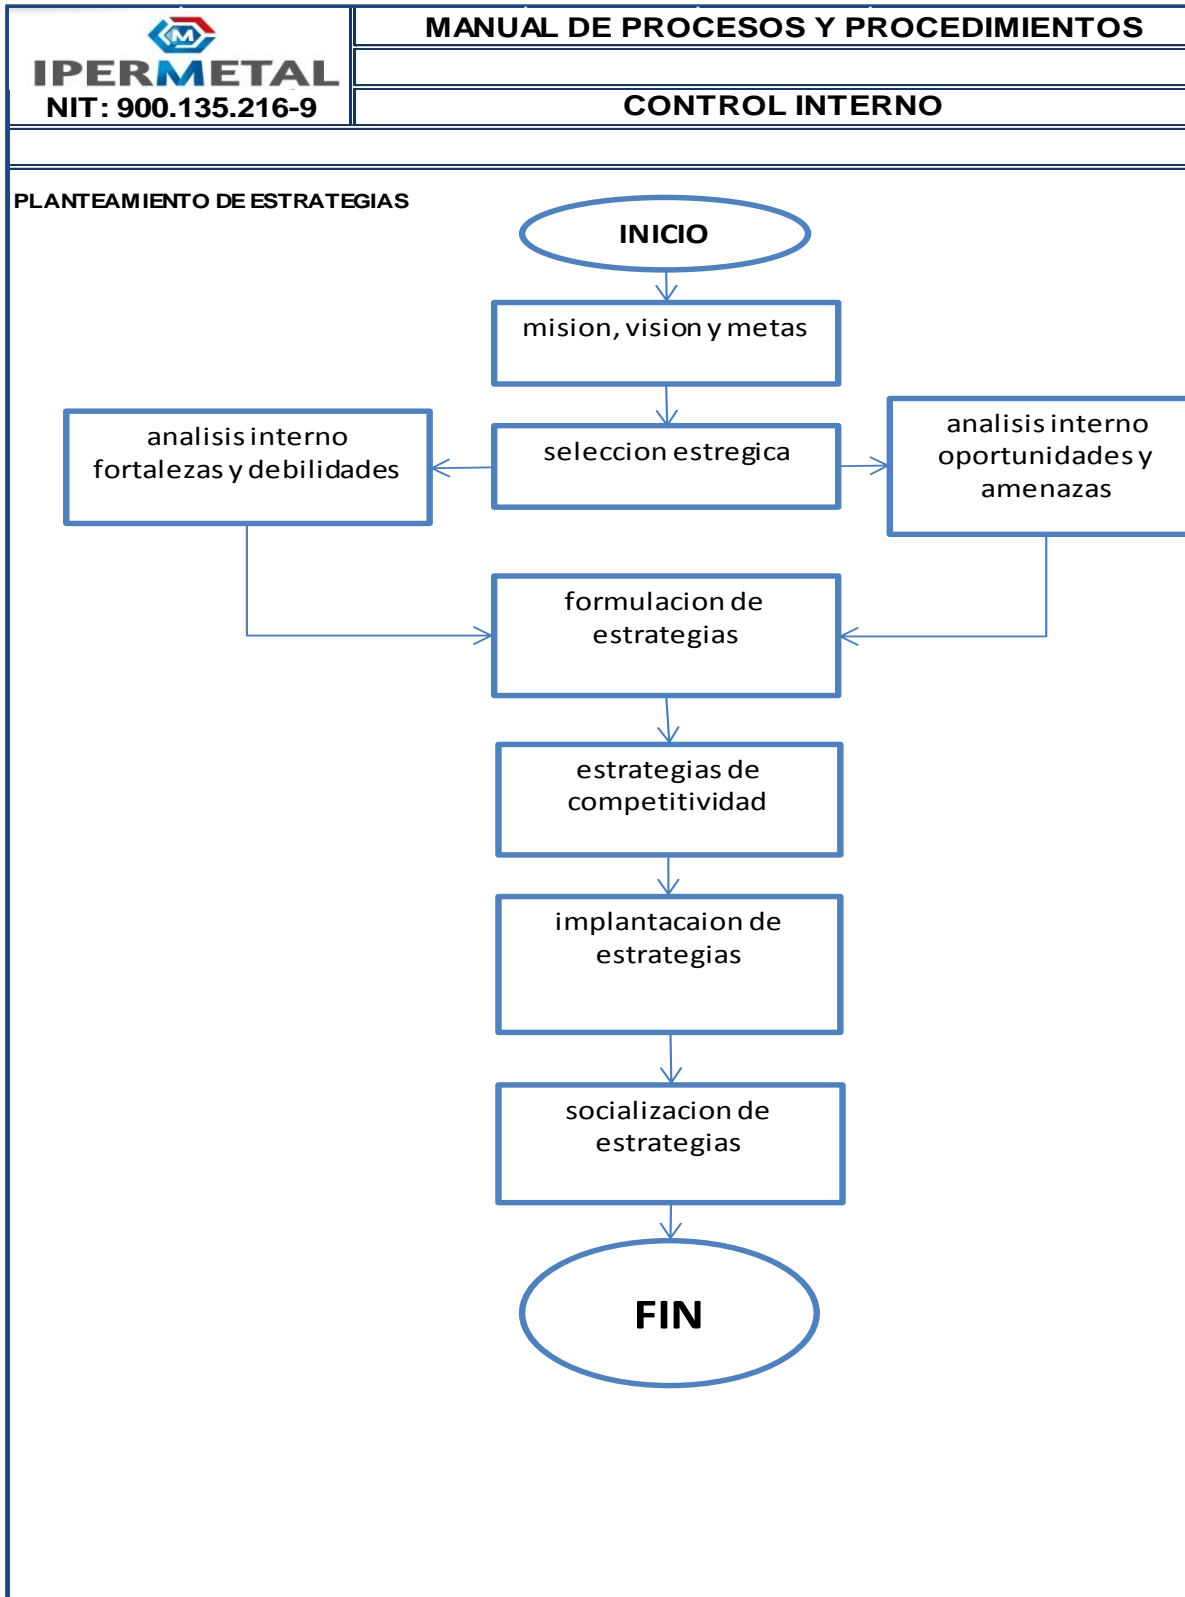 M
IPERMETAL
NIT: 900.135.216-9
MANUAL DE PROCESOS Y PROCEDIMIENTOS
CONTROL INTERNO
PLANTEAMIENTO DE ESTRATEGIAS
INICIO
mision, vision y metas
seleccion estregica
analisis interno
fortalezas y debilidades
analisis interno
oportunidades y
amenazas
formulacion de
estrategias
estrategias de
competitividad
implantacaion de
estrategias
socializacion de
estrategias
FIN